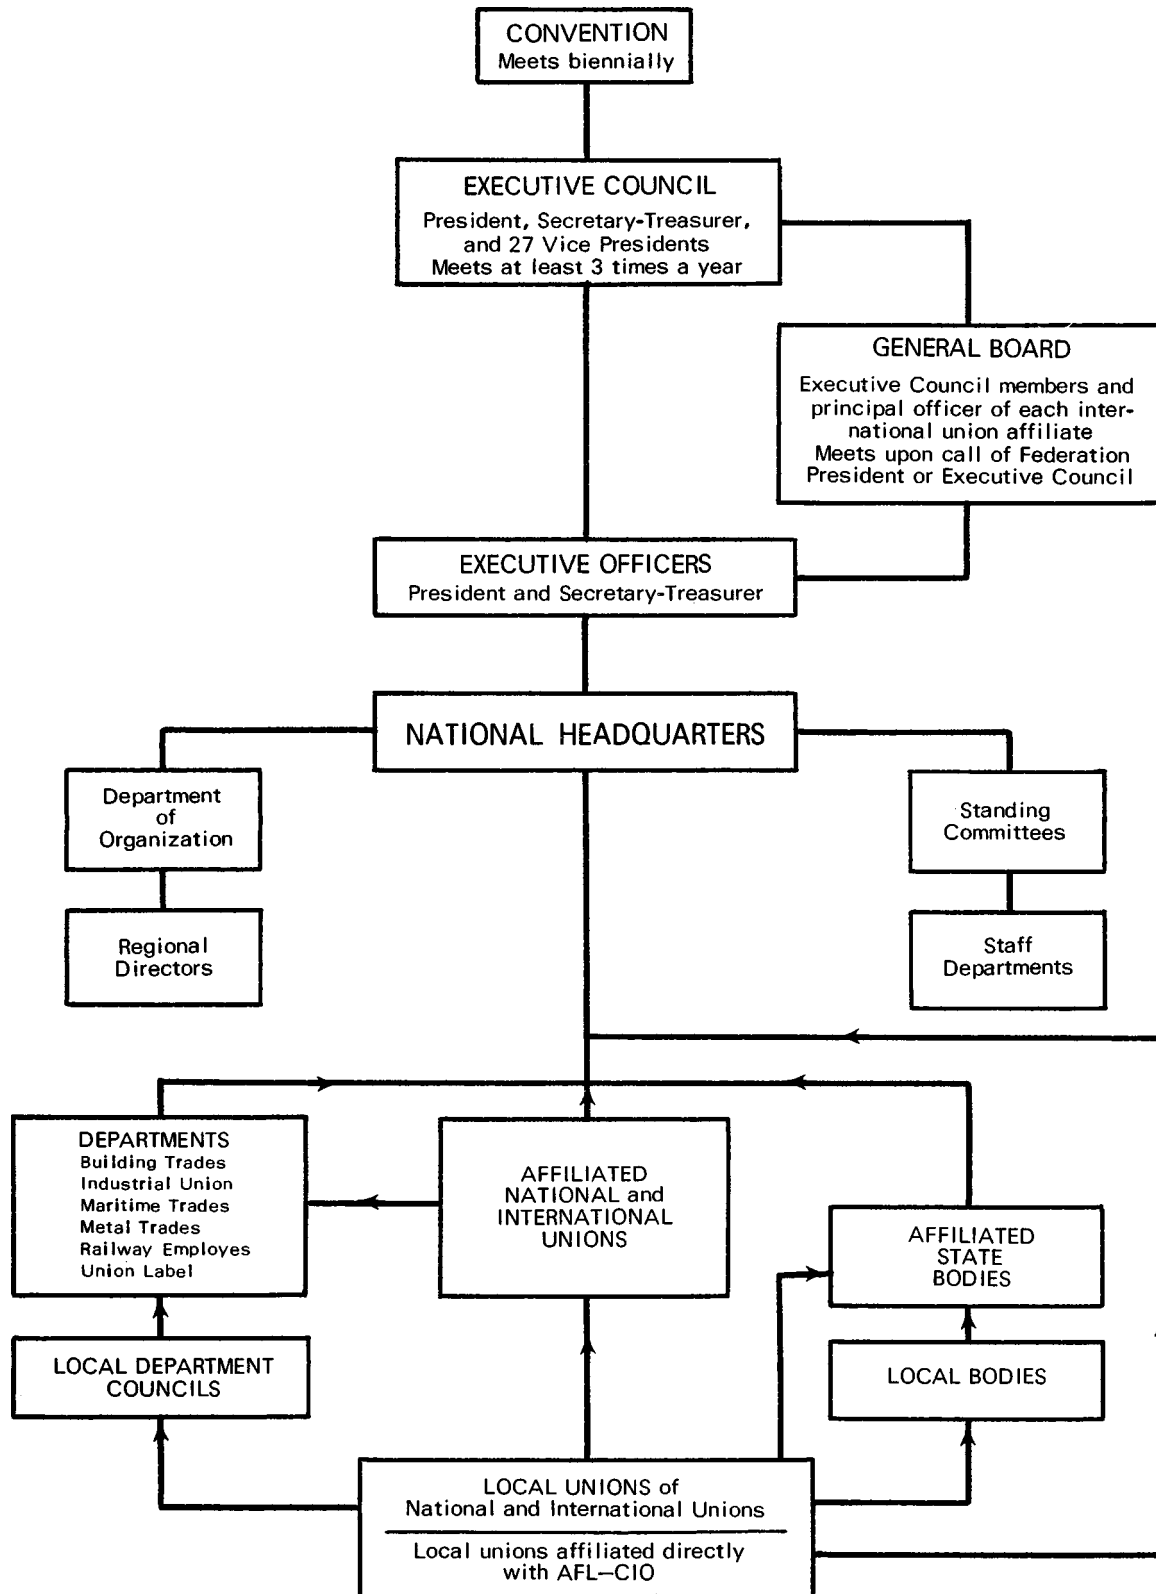 CONVENTION
Meets biennially
EXECUTIVE COUNCIL
President, Secretary-Treasurer,
and 27 Vice Presidents
Meets at least 3 times a year
GENERAL BOARD
Executive Council members and
principal officer of each inter-
national union affiliate
Meets upon call of Federation
President or Executive Council
EXECUTIVE OFFICERS
President and Secretary-Treasurer
NATIONAL HEADQUARTERS
Department
of
Organization
Regional
Directors
Standing
Committees
Staff
Departments
DEPARTMENTS
Building Trades
Industrial Union
Maritime Trades
Metal Trades
Railway Employes
Union Label
AFFILIATED
NATIONAL and
INTERNATIONAL
UNIONS
AFFILIATED
STATE
BODIES
LOCAL DEPARTMENT
COUNCILS
LOCAL BODIES
LOCAL UNIONS of
National and International Unions
Local unions affiliated directly
with AFL—CIO